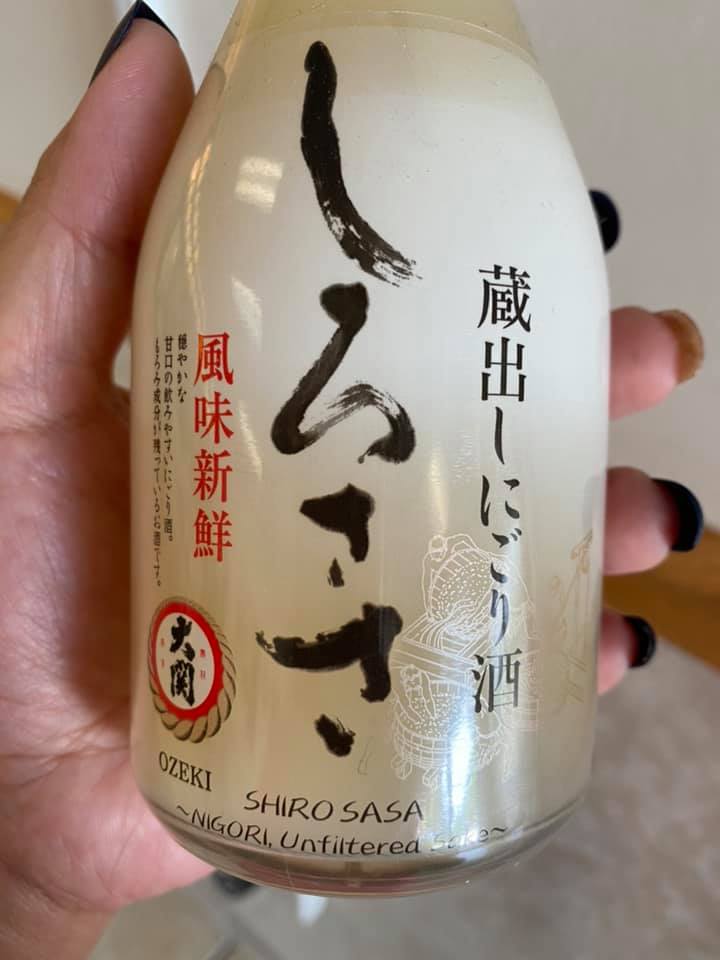 蔵出しにごり酒
しろささ
風味新鮮
穏やかな
甘口の飲みやすいにごり酒。
もろみ成分が残っているお酒です。
大関
OZEKI
SHIRO SASA
~NIGORI, Unfiltered Sake~